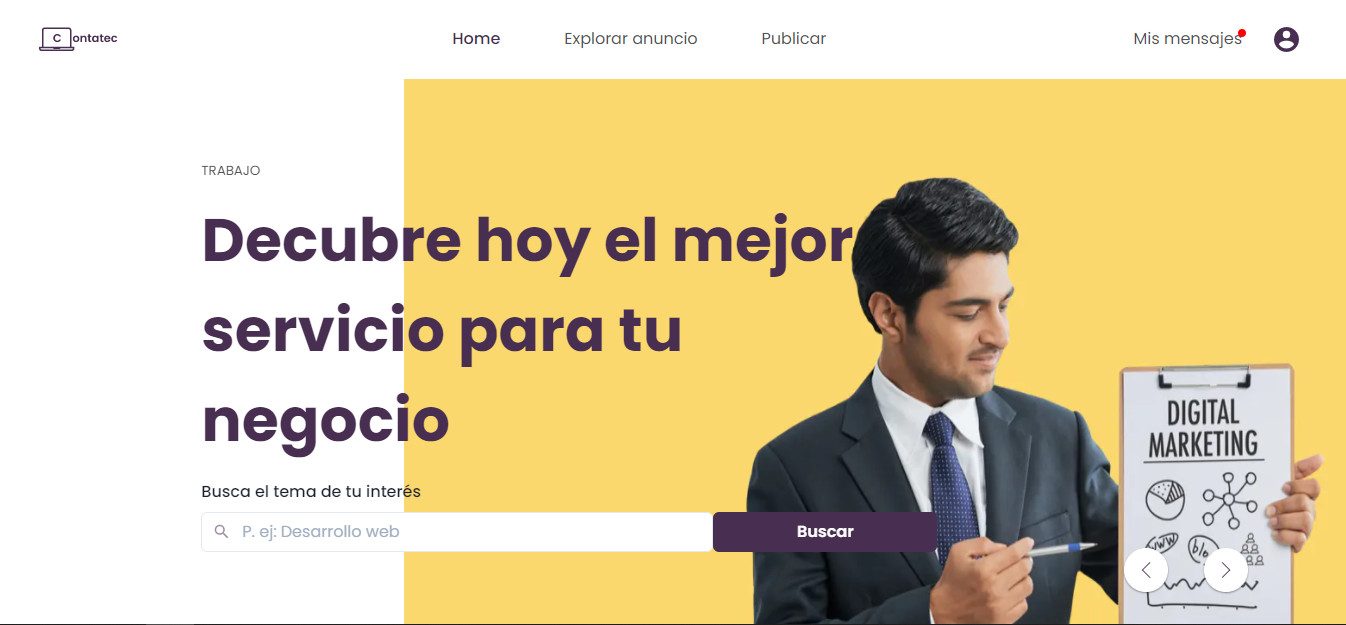 Contatec
Home
Explorar anuncio
Publicar
Mis mensajes
TRABAJO
Decubre hoy el mejor
servicio para tu
negocio
Busca el tema de tu interés
P. ej: Desarrollo web
Buscar
DIGITAL
MARKETING
WWW